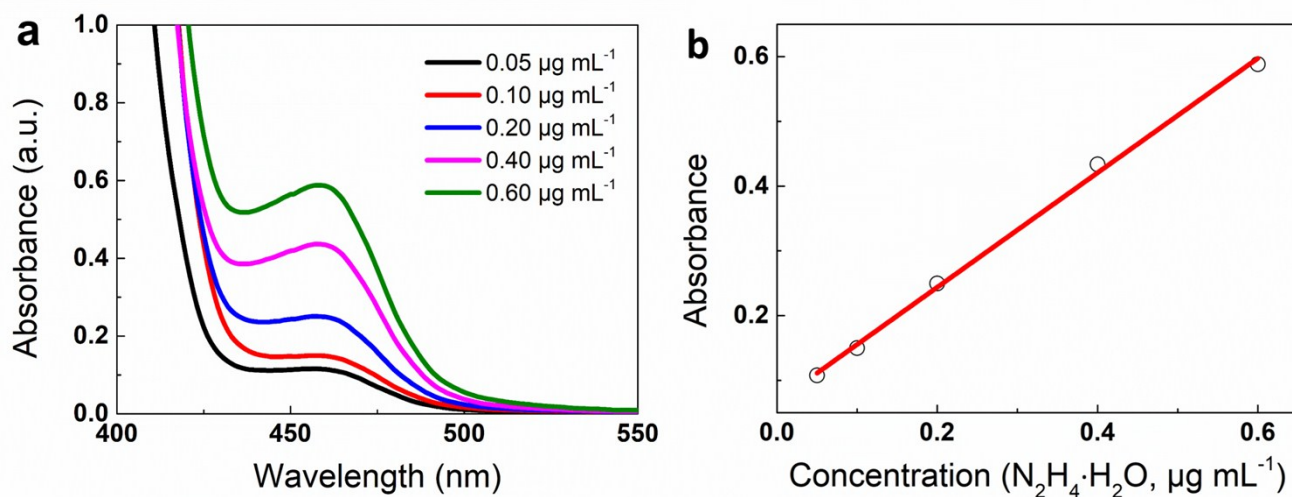 a
1.0
0.8
0.6
0.4
0.2
0.0
Absorbance (a.u.)
400
450
500
550
Wavelength (nm)
0.05 µg mL⁻¹
0.10 µg mL⁻¹
0.20 µg mL⁻¹
0.40 µg mL⁻¹
0.60 µg mL⁻¹
b
0.6
0.4
0.2
Absorbance
0.0
0.2
0.4
0.6
Concentration (N₂H₄·H₂O, µg mL⁻¹)